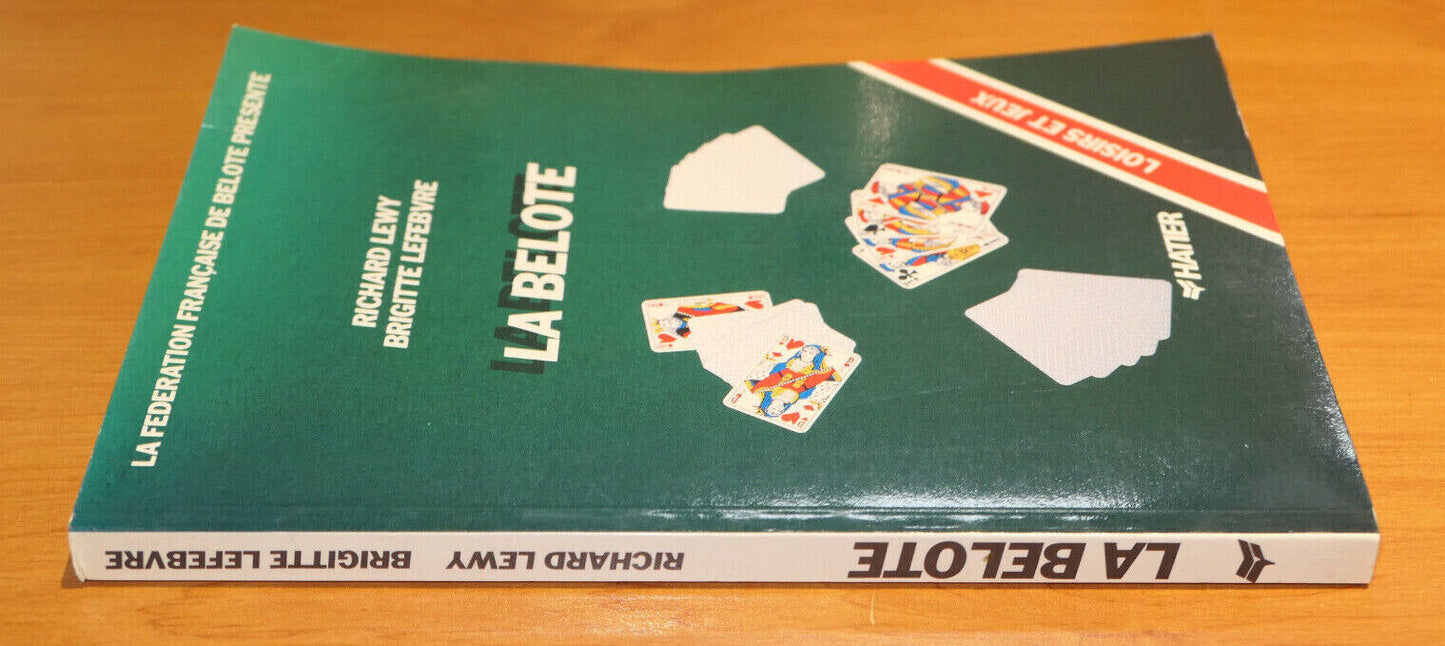 LA FEDERATION FRANÇAISE DE BELOTE PRESENTE
RICHARD LEWY
BRIGITTE LEFEBVRE
LA BELOTE
LOISIRS ET JEUX
HATIER
LA BELOTE
RICHARD LEWY BRIGITTE LEFEBVRE